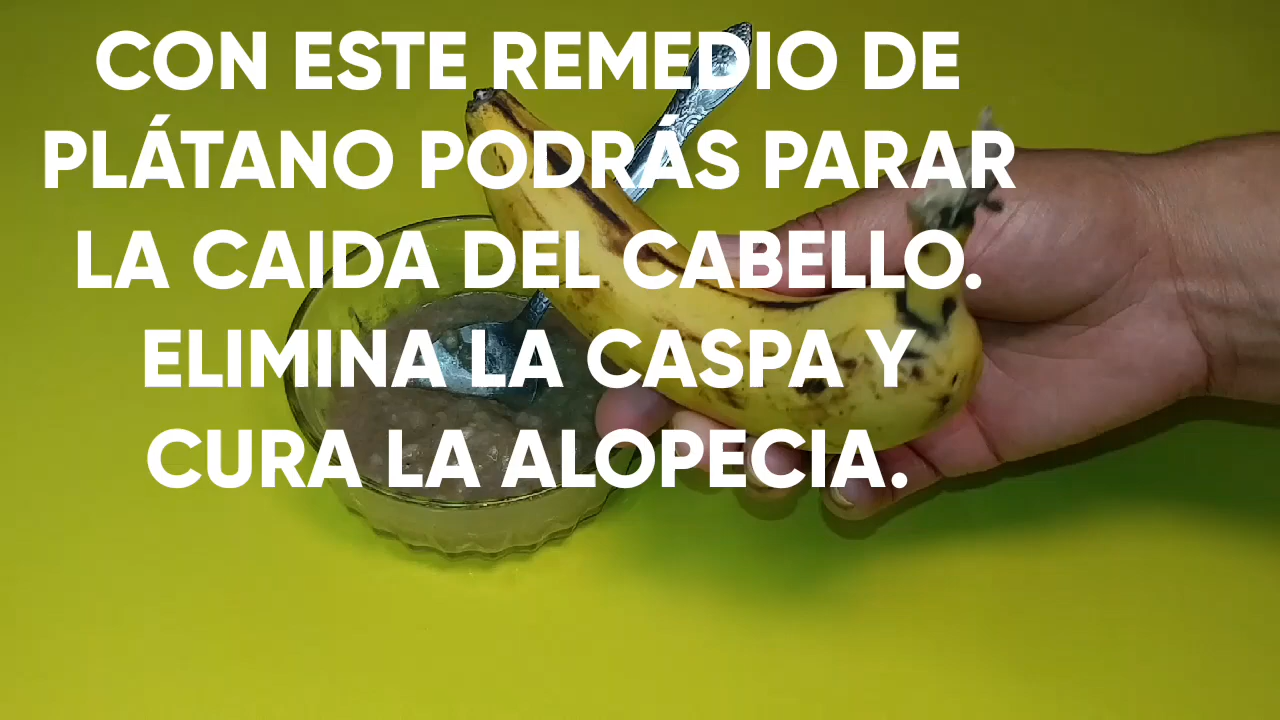 CON ESTE REMEDIO DE
PLÁTANO PODRÁS PARAR
LA CAIDA DEL CABELLO.
ELIMINA LA CASPA Y
CURA LA ALOPECIA.